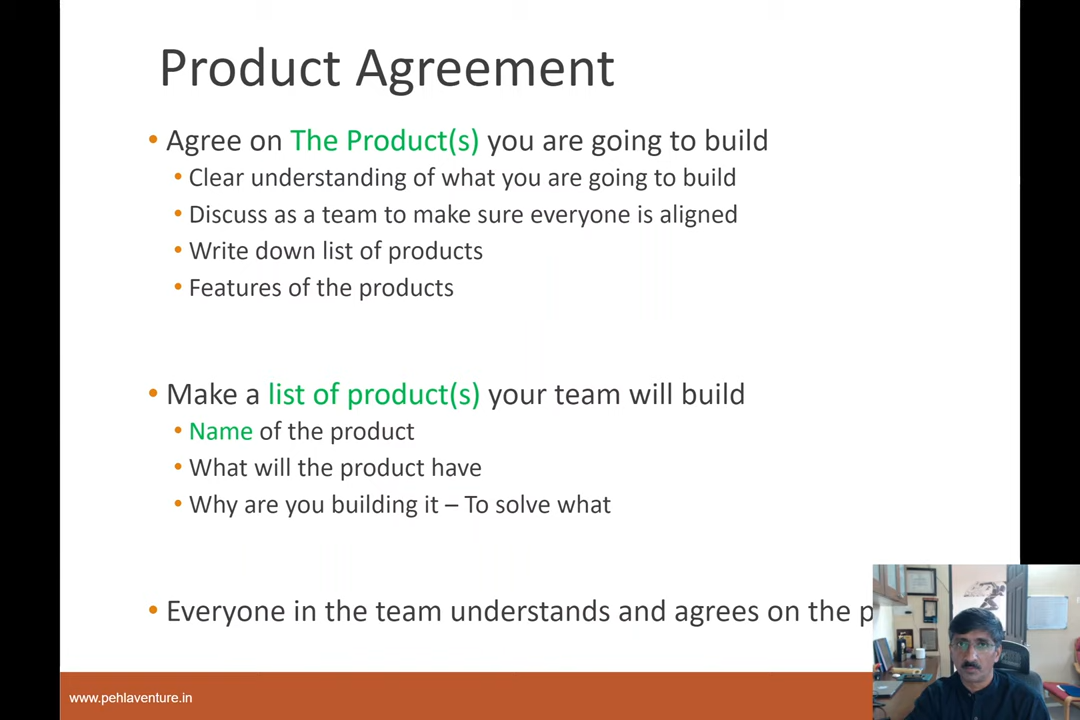 Product Agreement
• Agree on The Product(s) you are going to build
• Clear understanding of what you are going to build
• Discuss as a team to make sure everyone is aligned
• Write down list of products
• Features of the products
• Make a list of product(s) your team will build
• Name of the product
• What will the product have
• Why are you building it – To solve what
• Everyone in the team understands and agrees on the
www.pehlaventure.in